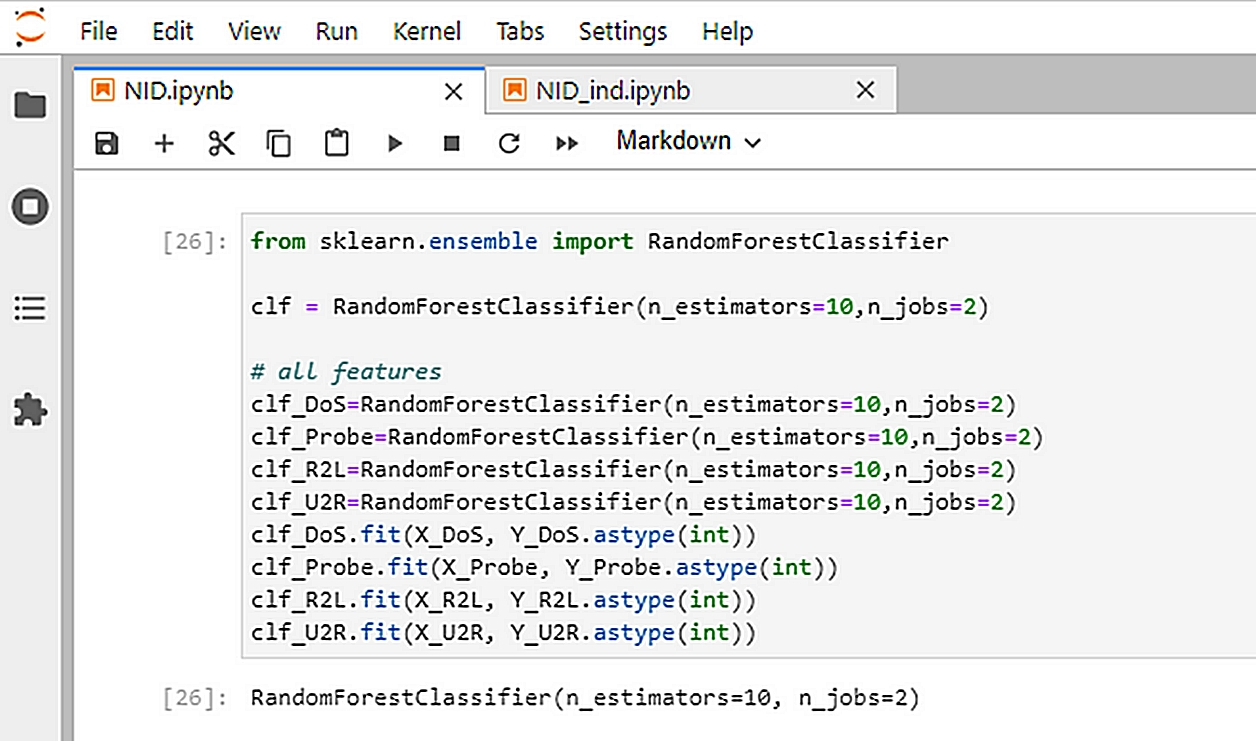 File Edit View Run Kernel Tabs Settings Help
NID.ipynb NID_ind.ipynb
Markdown
[26]: from sklearn.ensemble import RandomForestClassifier
clf = RandomForestClassifier(n_estimators=10,n_jobs=2)
# all features
clf_DoS=RandomForestClassifier(n_estimators=10,n_jobs=2)
clf_Probe=RandomForestClassifier(n_estimators=10,n_jobs=2)
clf_R2L=RandomForestClassifier(n_estimators=10,n_jobs=2)
clf_U2R=RandomForestClassifier(n_estimators=10,n_jobs=2)
clf_DoS.fit(X_DoS, Y_DoS.astype(int))
clf_Probe.fit(X_Probe, Y_Probe.astype(int))
clf_R2L.fit(X_R2L, Y_R2L.astype(int))
clf_U2R.fit(X_U2R, Y_U2R.astype(int))
[26]: RandomForestClassifier(n_estimators=10, n_jobs=2)